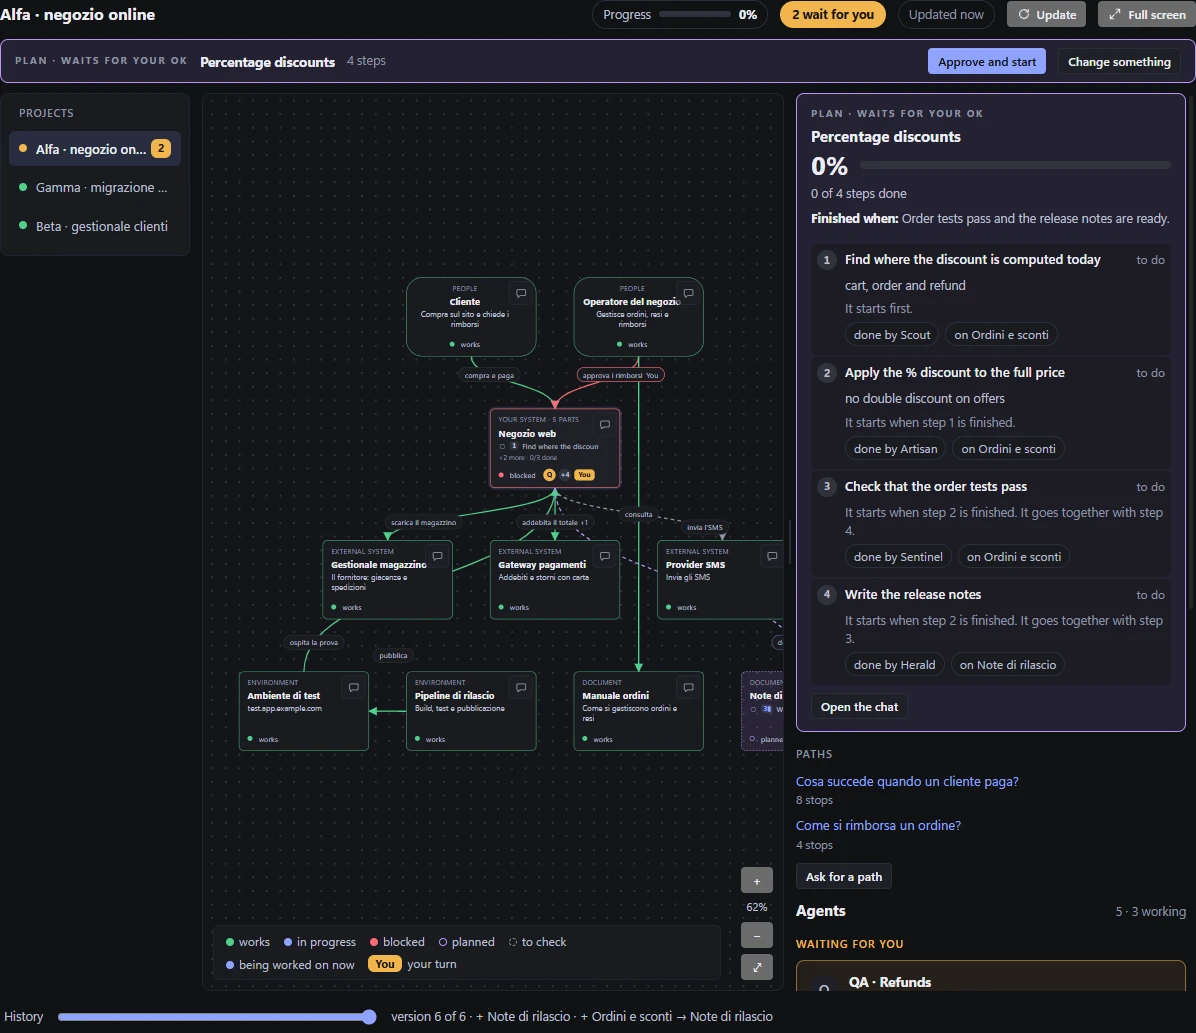 Alfa · negozio online
Progress 0%
2 wait for you
Updated now
Update
Full screen
PLAN · WAITS FOR YOUR OK
Percentage discounts
4 steps
Approve and start
Change something
PROJECTS
Alfa · negozio on... 2
Gamma · migrazione ...
Beta · gestionale clienti
PEOPLE
Cliente
Compra sul sito e chiede i
rimborsi
works
PEOPLE
Operatore del negozio
Gestisce ordini, resi e
rimborsi
works
compra e paga
approva i rimborsi You
YOUR SYSTEM · 5 PARTS
Negozio web
1 Find where the discoun
+2 more · 0/3 done
blocked Q +4 You
scarica il magazzino
addebita il totale +1
consulta
invia l'SMS
EXTERNAL SYSTEM
Gestionale magazzino
Il fornitore: giacenze e
spedizioni
works
EXTERNAL SYSTEM
Gateway pagamenti
Addebiti e storni con carta
works
EXTERNAL SYSTEM
Provider SMS
Invia gli SMS
works
ospita la prova
pubblica
ENVIRONMENT
Ambiente di test
test.app.example.com
works
ENVIRONMENT
Pipeline di rilascio
Build, test e pubblicazione
works
DOCUMENT
Manuale ordini
Come si gestiscono ordini e
resi
works
DOCUMEN
Note di
planne
+
62%
−
works
in progress
blocked
planned
to check
being worked on now
You your turn
PLAN · WAITS FOR YOUR OK
Percentage discounts
0%
0 of 4 steps done
Finished when: Order tests pass and the release notes are ready.
1 Find where the discount is computed today to do
cart, order and refund
It starts first.
done by Scout on Ordini e sconti
2 Apply the % discount to the full price to do
no double discount on offers
It starts when step 1 is finished.
done by Artisan on Ordini e sconti
3 Check that the order tests pass to do
It starts when step 2 is finished. It goes together with step
4.
done by Sentinel on Ordini e sconti
4 Write the release notes to do
It starts when step 2 is finished. It goes together with step
3.
done by Herald on Note di rilascio
Open the chat
PATHS
Cosa succede quando un cliente paga?
8 stops
Come si rimborsa un ordine?
4 stops
Ask for a path
Agents 5 · 3 working
WAITING FOR YOU
QA · Refunds
History
version 6 of 6 · + Note di rilascio · + Ordini e sconti → Note di rilascio